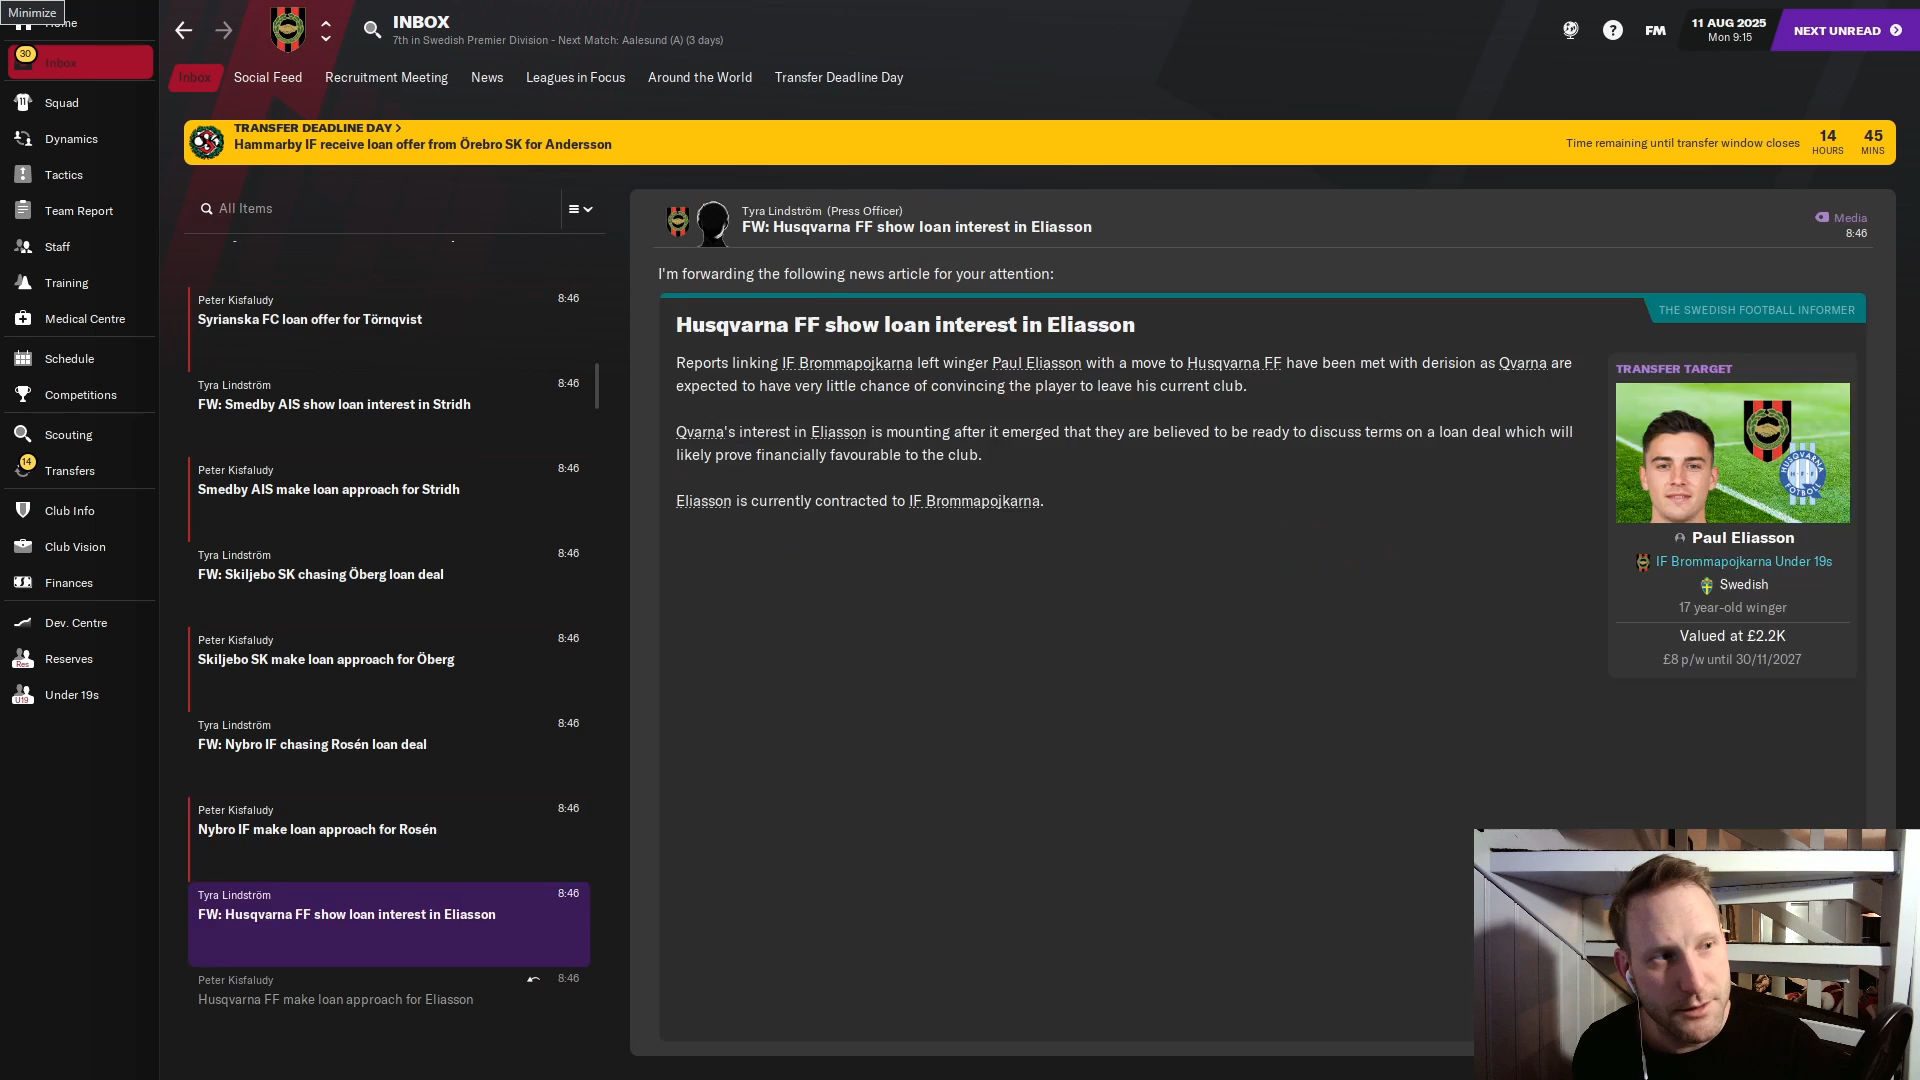 Minimize
Home
30
Inbox
Squad
Dynamics
Tactics
Team Report
Staff
Training
Medical Centre
Schedule
Competitions
Scouting
14
Transfers
Club Info
Club Vision
Finances
Dev. Centre
Res
Reserves
U19
Under 19s
INBOX
7th in Swedish Premier Division - Next Match: Aalesund (A) (3 days)
FM
11 AUG 2025
Mon 9:15
NEXT UNREAD
Inbox
Social Feed
Recruitment Meeting
News
Leagues in Focus
Around the World
Transfer Deadline Day
TRANSFER DEADLINE DAY >
Hammarby IF receive loan offer from Örebro SK for Andersson
Time remaining until transfer window closes
14
HOURS
45
MINS
All Items
Peter Kisfaludy 8:46
Syrianska FC loan offer for Törnqvist
Tyra Lindström 8:46
FW: Smedby AIS show loan interest in Stridh
Peter Kisfaludy 8:46
Smedby AIS make loan approach for Stridh
Tyra Lindström 8:46
FW: Skiljebo SK chasing Öberg loan deal
Peter Kisfaludy 8:46
Skiljebo SK make loan approach for Öberg
Tyra Lindström 8:46
FW: Nybro IF chasing Rosén loan deal
Peter Kisfaludy 8:46
Nybro IF make loan approach for Rosén
Tyra Lindström 8:46
FW: Husqvarna FF show loan interest in Eliasson
Peter Kisfaludy 8:46
Husqvarna FF make loan approach for Eliasson
Tyra Lindström (Press Officer)
FW: Husqvarna FF show loan interest in Eliasson
Media
8:46
I'm forwarding the following news article for your attention:
THE SWEDISH FOOTBALL INFORMER
Husqvarna FF show loan interest in Eliasson
Reports linking IF Brommapojkarna left winger Paul Eliasson with a move to Husqvarna FF have been met with derision as Qvarna are
expected to have very little chance of convincing the player to leave his current club.
Qvarna's interest in Eliasson is mounting after it emerged that they are believed to be ready to discuss terms on a loan deal which will
likely prove financially favourable to the club.
Eliasson is currently contracted to IF Brommapojkarna.
TRANSFER TARGET
HUSQVARNA
FOTBOLL
Paul Eliasson
IF Brommapojkarna Under 19s
Swedish
17 year-old winger
Valued at £2.2K
£8 p/w until 30/11/2027